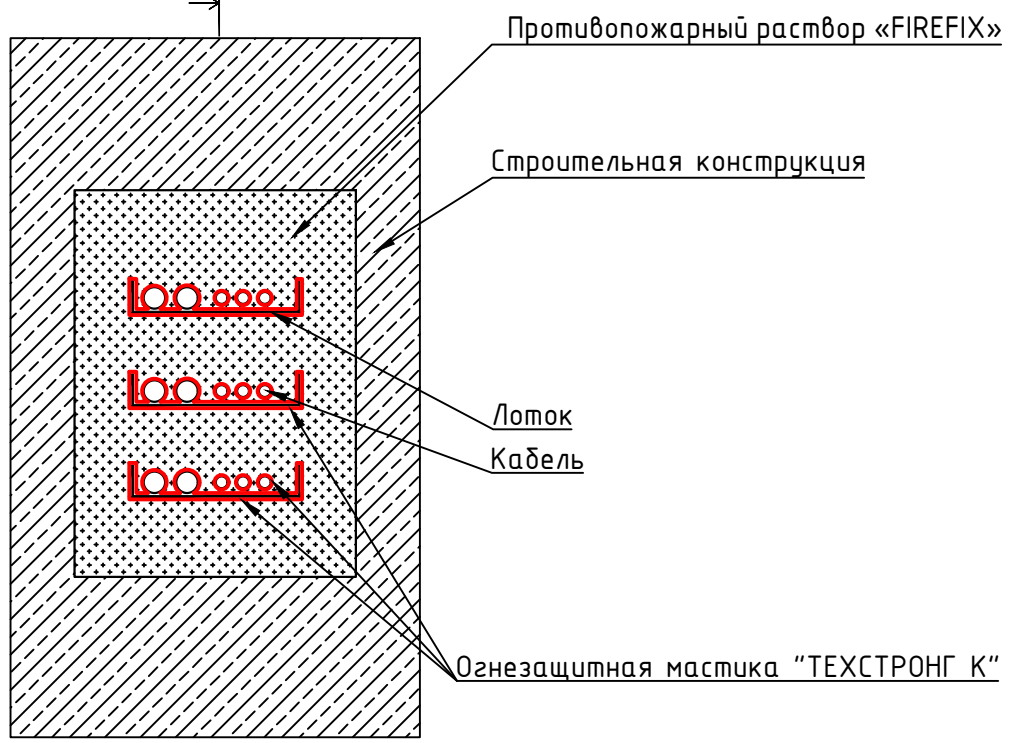 Противопожарный раствор «FIREFIX»
Строительная конструкция
Лоток
Кабель
Огнезащитная мастика "ТЕХСТРОНГ К"